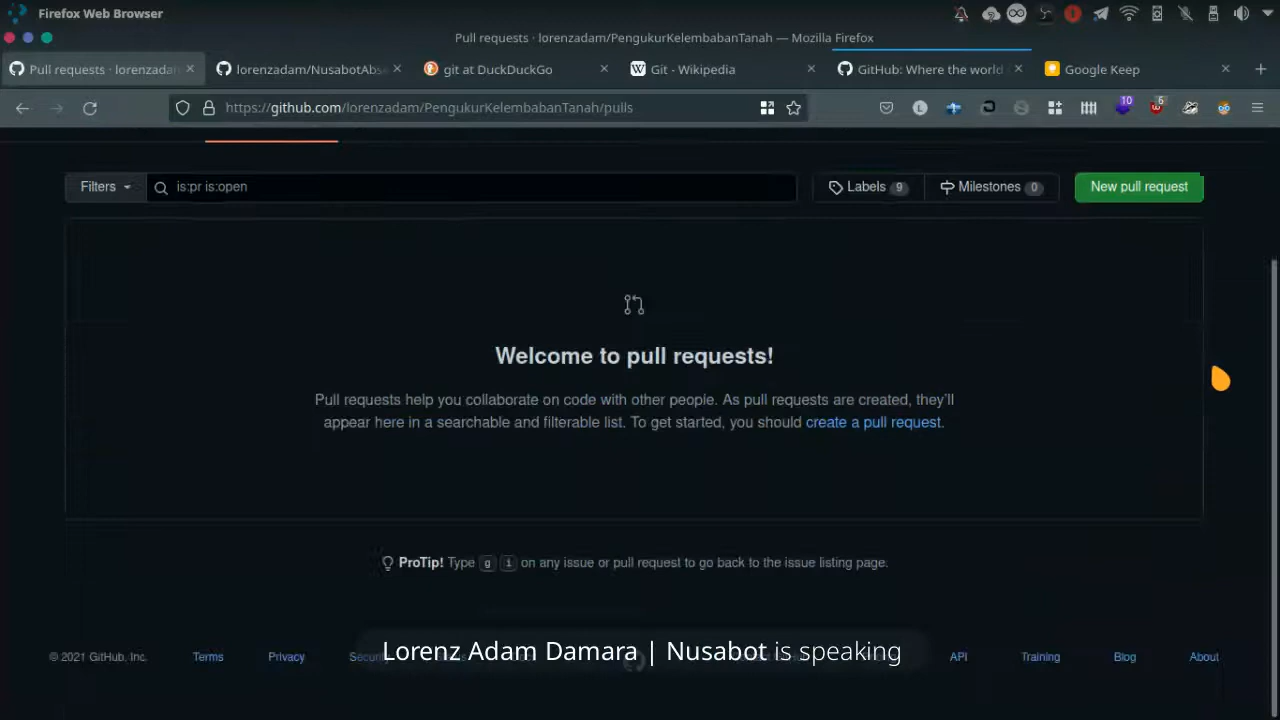 Firefox Web Browser
Pull requests · lorenzadam/PengukurKelembabanTanah — Mozilla Firefox
Pull requests · lorenzadam
lorenzadam/NusabotAbse
git at DuckDuckGo
Git - Wikipedia
GitHub: Where the world
Google Keep
https://github.com/lorenzadam/PengukurKelembabanTanah/pulls
10
6
Filters
is:pr is:open
Labels 9
Milestones 0
New pull request
Welcome to pull requests!
Pull requests help you collaborate on code with other people. As pull requests are created, they'll
appear here in a searchable and filterable list. To get started, you should create a pull request.
ProTip! Type g i on any issue or pull request to go back to the issue listing page.
Lorenz Adam Damara | Nusabot is speaking
© 2021 GitHub, Inc.
Terms
Privacy
Security
API
Training
Blog
About